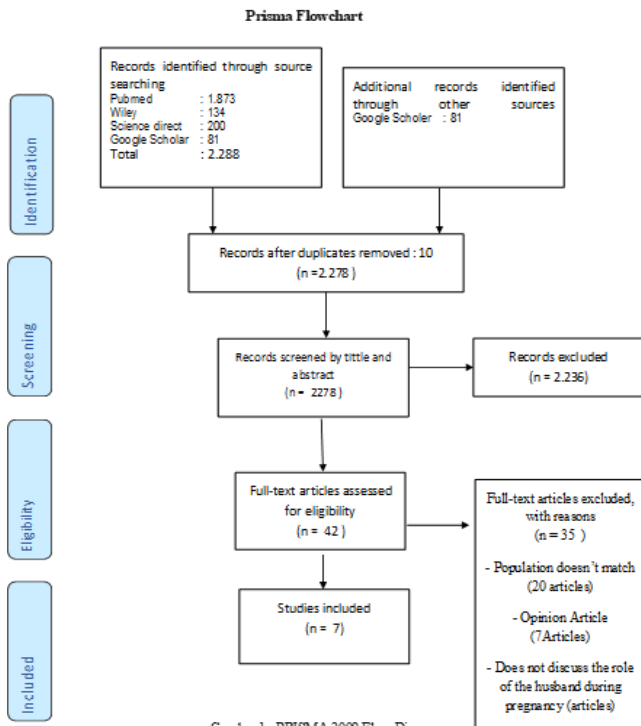 Prisma Flowchart
Records identified through source
searching
Pubmed : 1.873
Wiley : 134
Science direct : 200
Google Scholar : 81
Total : 2.288
Additional records identified
through other sources
Google Scholer : 81
Identification
Records after duplicates removed : 10
(n =2.278 )
Screening
Records screened by tittle and
abstract
(n = 2278)
Records excluded
(n = 2.236)
Eligibility
Full-text articles assessed
for eligibility
(n = 42 )
Full-text articles excluded,
with reasons
(n = 35 )
- Population doesn't match
(20 articles)
- Opinion Article
(7Articles)
- Does not discuss the role
of the husband during
pregnancy (articles)
Included
Studies included
(n = 7)
PRISMA 2009 Flow